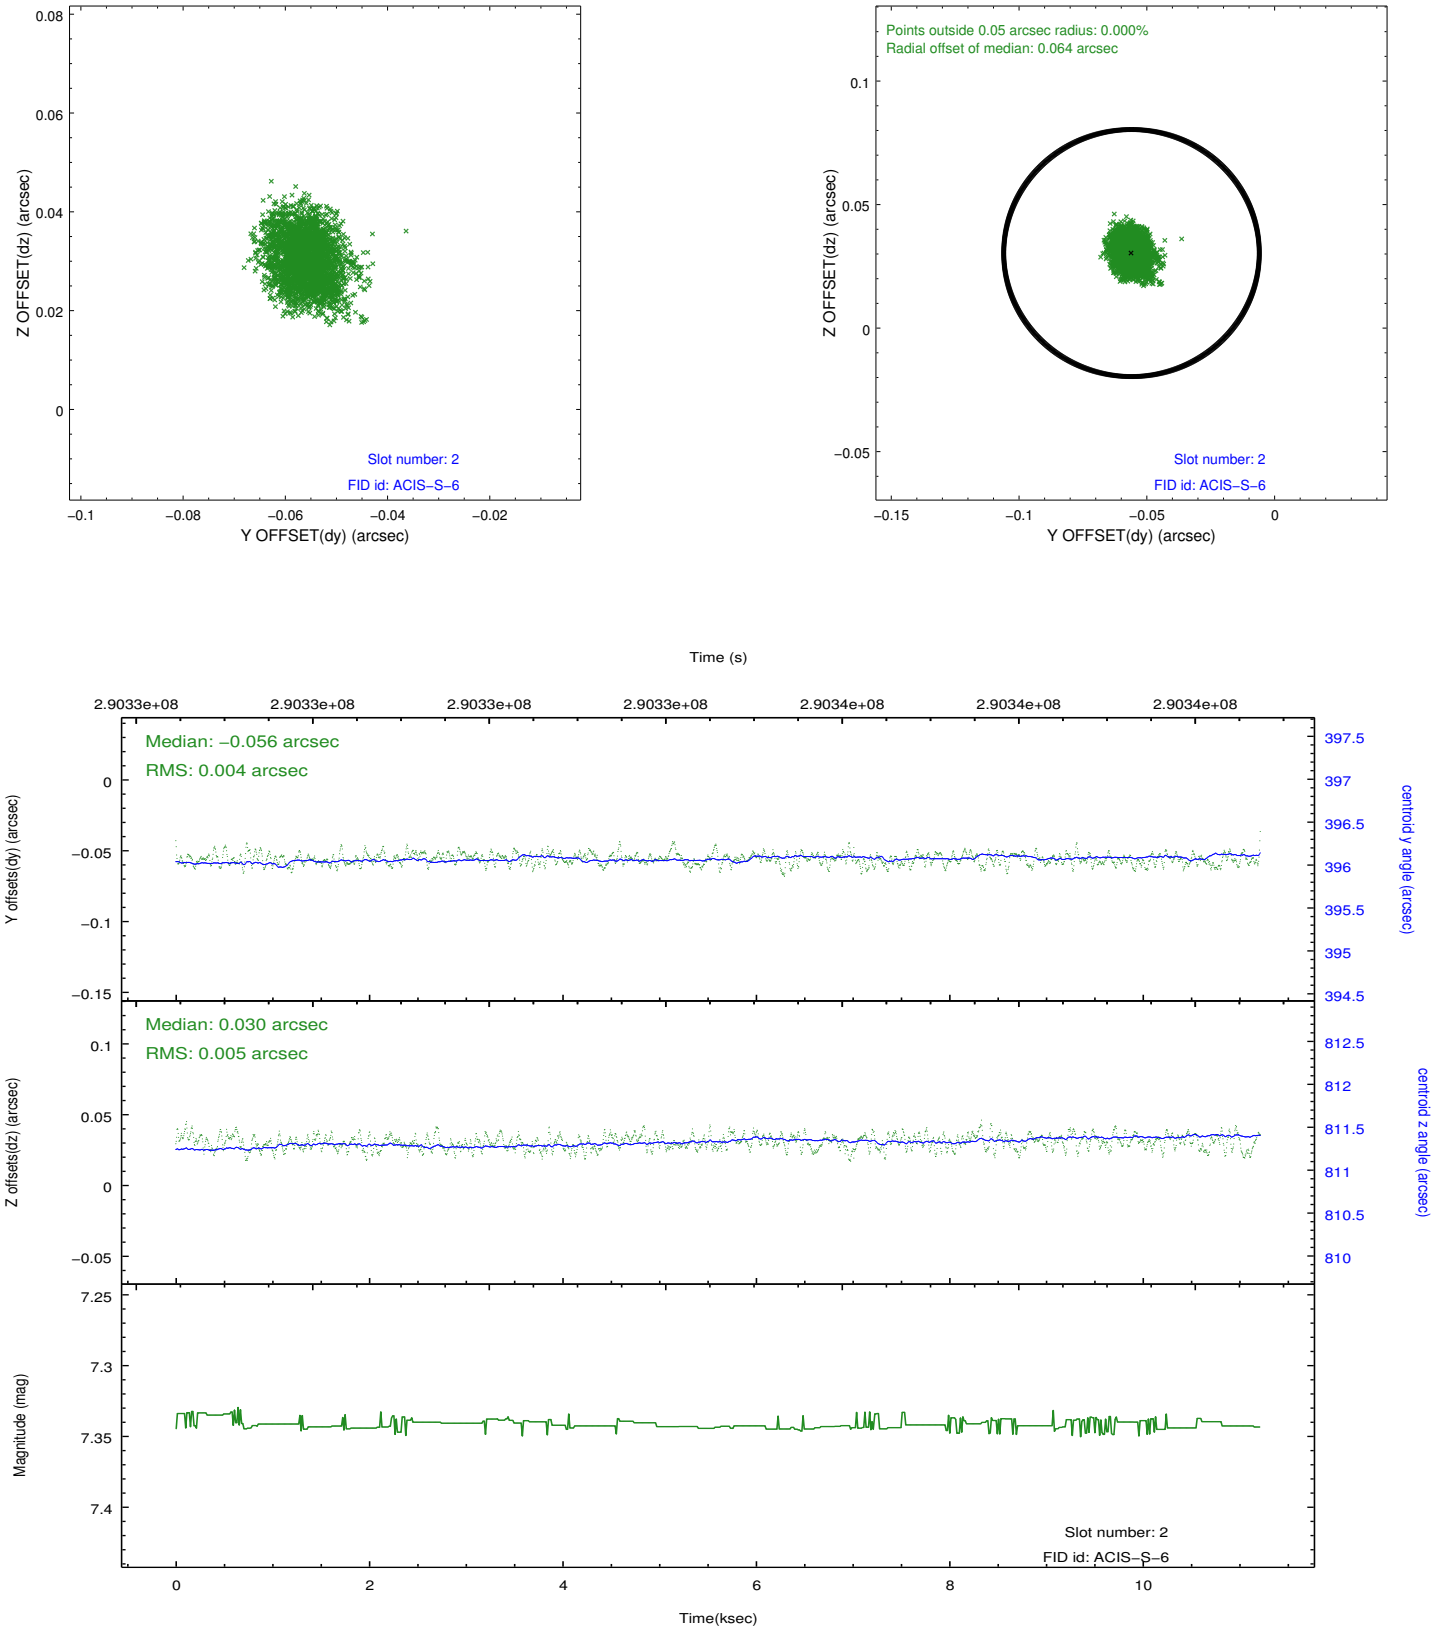 0.08
0.06
0.04
0.02
0
Z OFFSET(dz) (arcsec)
Slot number: 2
FID id: ACIS−S−6
−0.1 −0.08 −0.06 −0.04 −0.02
Y OFFSET(dy) (arcsec)
Points outside 0.05 arcsec radius: 0.000%
Radial offset of median: 0.064 arcsec
0.1
0.05
0
−0.05
Z OFFSET(dz) (arcsec)
Slot number: 2
FID id: ACIS−S−6
−0.15 −0.1 −0.05 0
Y OFFSET(dy) (arcsec)
Time (s)
2.9033e+08 2.9033e+08 2.9033e+08 2.9033e+08 2.9034e+08 2.9034e+08 2.9034e+08
Median: −0.056 arcsec
RMS: 0.004 arcsec
0
−0.05
−0.1
−0.15
Y offsets(dy) (arcsec)
397.5
397
396.5
396
395.5
395
394.5
centroid y angle (arcsec)
Median: 0.030 arcsec
RMS: 0.005 arcsec
0.1
0.05
0
−0.05
Z offsets(dz) (arcsec)
812.5
812
811.5
811
810.5
810
centroid z angle (arcsec)
7.25
7.3
7.35
7.4
Magnitude (mag)
Slot number: 2
FID id: ACIS−S−6
0 2 4 6 8 10
Time(ksec)